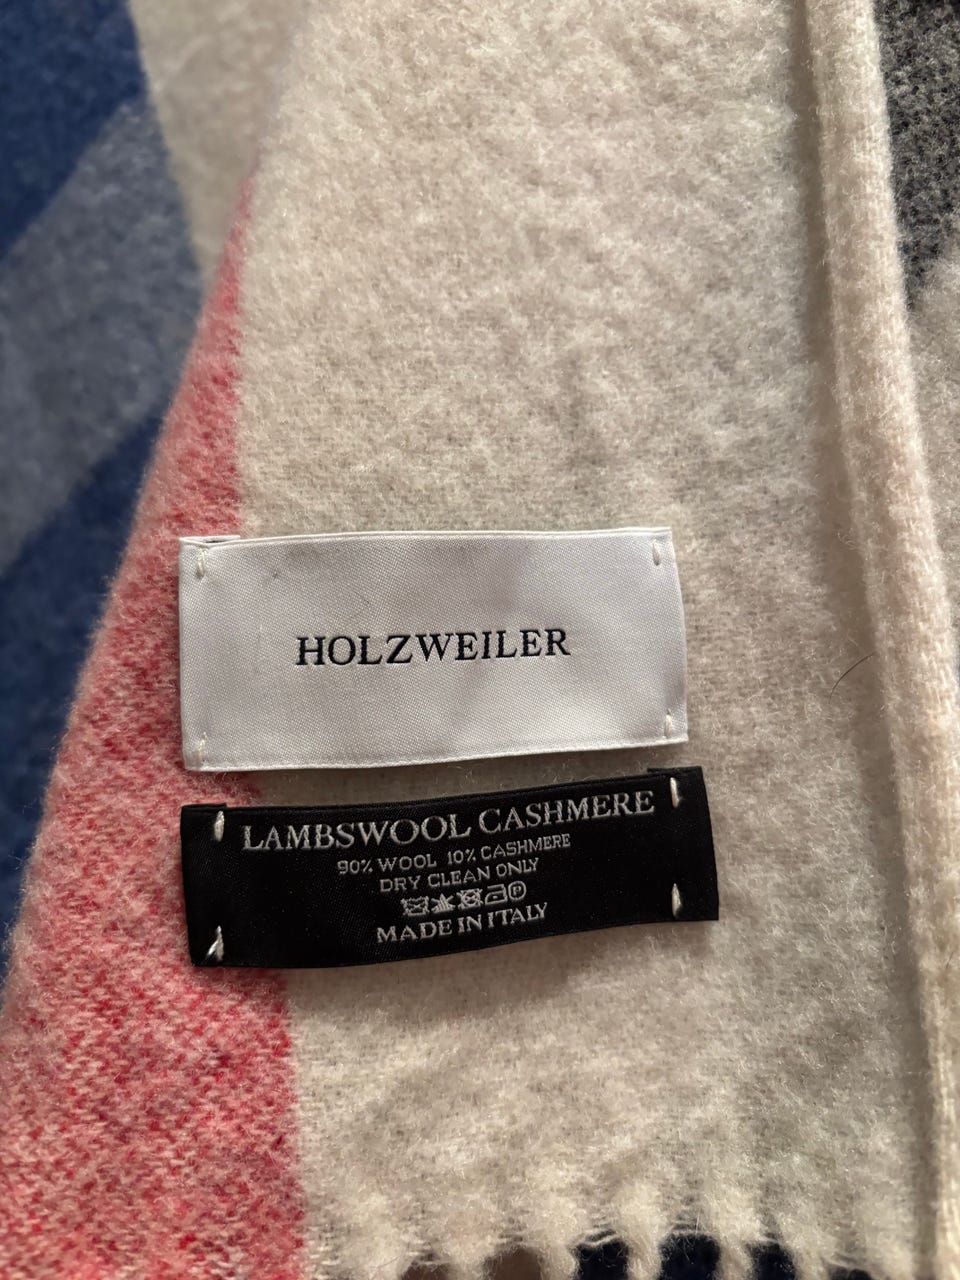 HOLZWEILER
LAMBSWOOL CASHMERE
90% WOOL 10% CASHMERE
DRY CLEAN ONLY
MADE IN ITALY